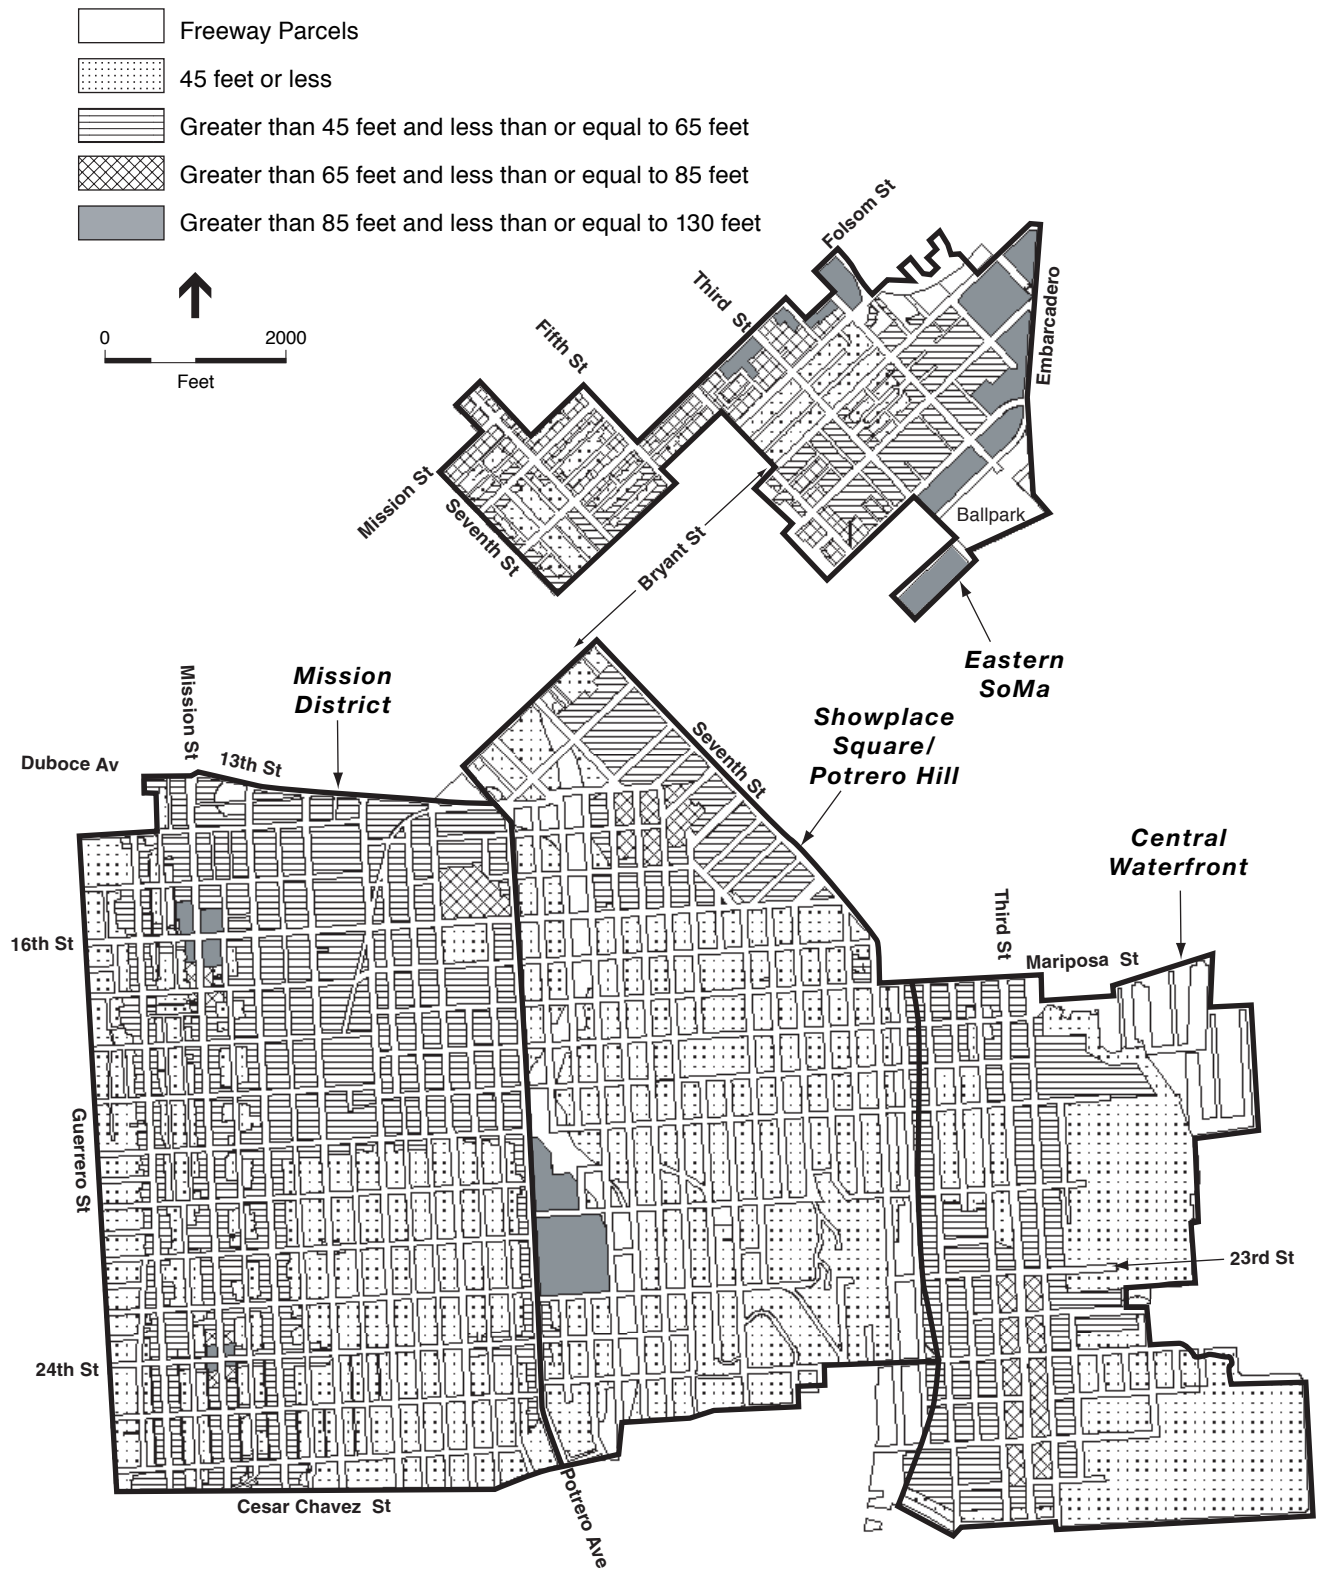 Freeway Parcels
45 feet or less
Greater than 45 feet and less than or equal to 65 feet
Greater than 65 feet and less than or equal to 85 feet
Greater than 85 feet and less than or equal to 130 feet
0 2000
Feet
Folsom St
Third St
Fifth St
Embarcadero
Mission St
Seventh St
Ballpark
Bryant St
Eastern
SoMa
Mission
District
Mission St
Showplace
Square/
Potrero Hill
Seventh St
Duboce Av
13th St
Central
Waterfront
Third St
16th St
Mariposa St
Guerrero St
23rd St
24th St
Cesar Chavez St
Potrero Ave